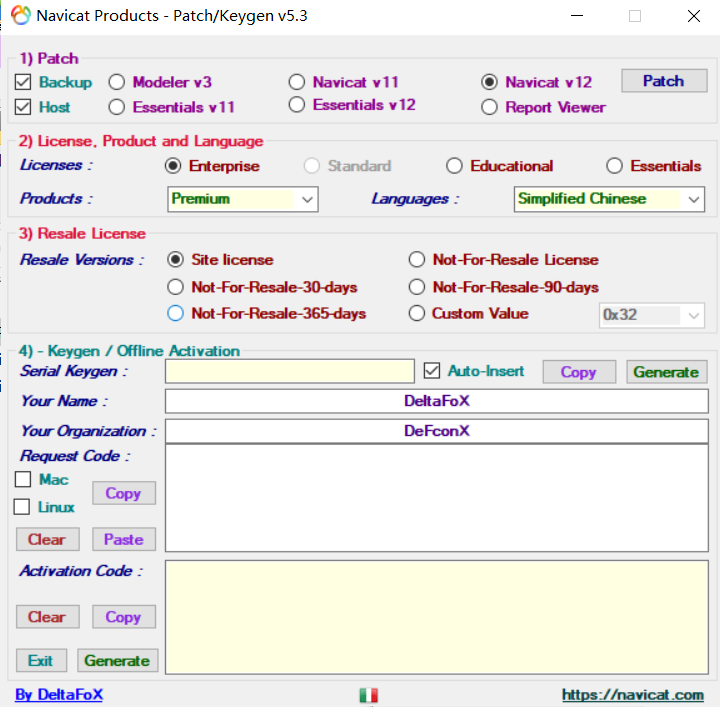 Navicat Products - Patch/Keygen v5.3
1) Patch
Backup Modeler v3 Navicat v11 Navicat v12 Patch
Host Essentials v11 Essentials v12 Report Viewer
2) License, Product and Language
Licenses : Enterprise Standard Educational Essentials
Products : Premium Languages : Simplified Chinese
3) Resale License
Resale Versions : Site license Not-For-Resale License
Not-For-Resale-30-days Not-For-Resale-90-days
Not-For-Resale-365-days Custom Value 0x32
4) - Keygen / Offline Activation
Serial Keygen : Auto-Insert Copy Generate
Your Name : DeltaFoX
Your Organization : DeFconX
Request Code :
Mac
Copy
Linux
Clear Paste
Activation Code :
Clear Copy
Exit Generate
By DeltaFoX https://navicat.com